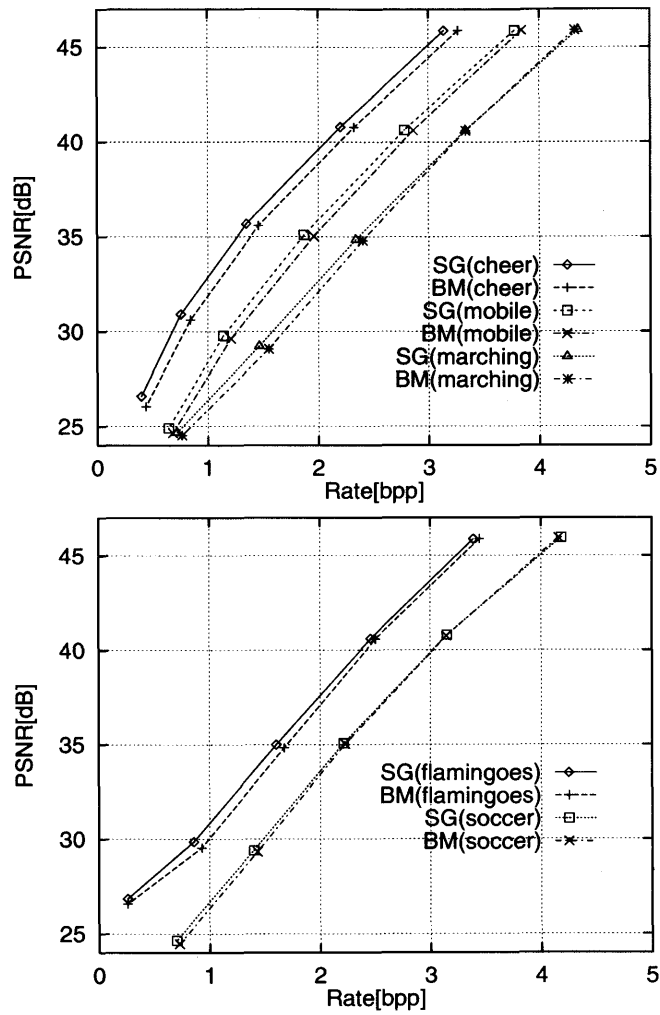 45
40
35
30
25
PSNR[dB]
SG(cheer)
BM(cheer)
SG(mobile)
BM(mobile)
SG(marching)
BM(marching)
0 1 2 3 4 5
Rate[bpp]
45
40
35
30
25
PSNR[dB]
SG(flamingoes)
BM(flamingoes)
SG(soccer)
BM(soccer)
0 1 2 3 4 5
Rate[bpp]